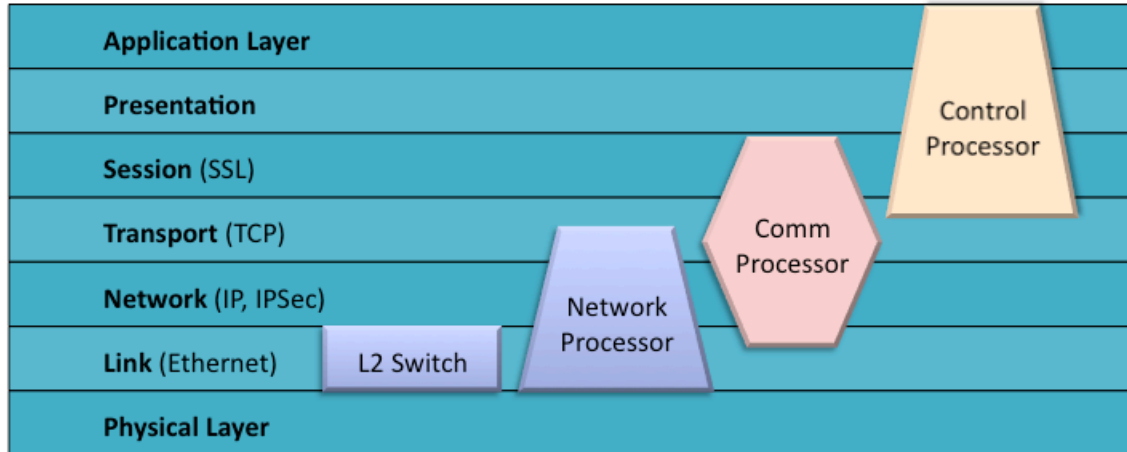 Application Layer
Presentation
Control
Processor
Session (SSL)
Transport (TCP)
Comm
Processor
Network (IP, IPSec)
Network
Processor
Link (Ethernet)
L2 Switch
Physical Layer